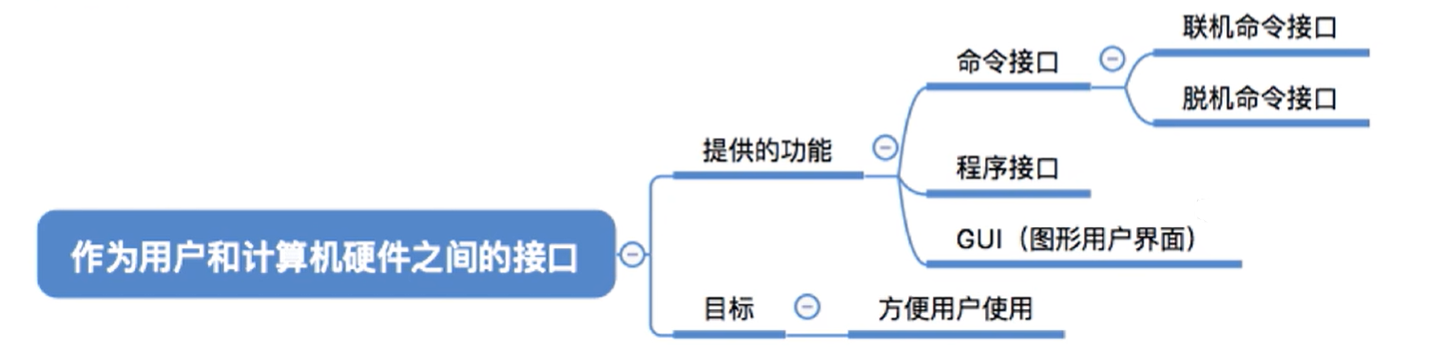 作为用户和计算机硬件之间的接口
提供的功能
命令接口
联机命令接口
脱机命令接口
程序接口
GUI（图形用户界面）
目标
方便用户使用